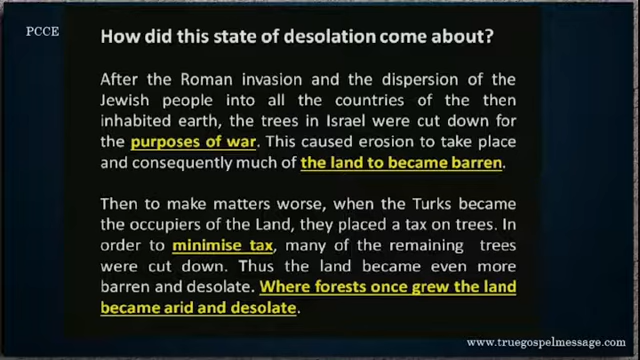 PCCE
How did this state of desolation come about?
After the Roman invasion and the dispersion of the
Jewish people into all the countries of the then
inhabited earth, the trees in Israel were cut down for
the purposes of war. This caused erosion to take place
and consequently much of the land to became barren.
Then to make matters worse, when the Turks became
the occupiers of the Land, they placed a tax on trees. In
order to minimise tax, many of the remaining trees
were cut down. Thus the land became even more
barren and desolate. Where forests once grew the land
became arid and desolate.
www.truegospelmessage.com